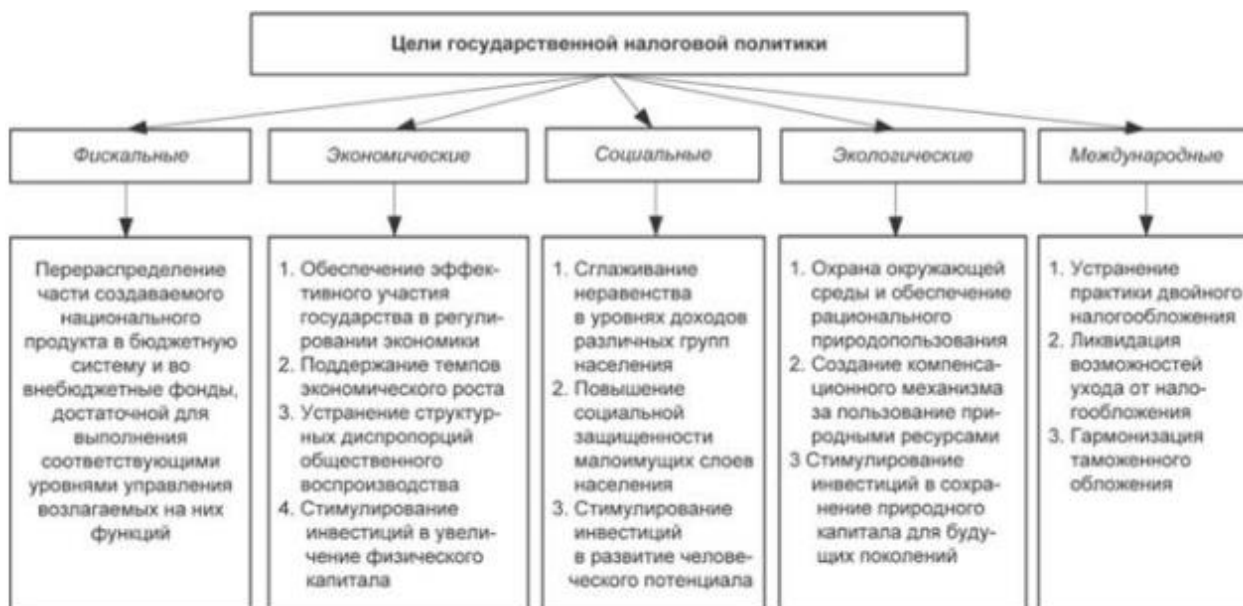 Цели государственной налоговой политики
Фискальные
Экономические
Социальные
Экологические
Международные
Перераспределение
части создаваемого
национального
продукта в бюджетную
систему и во
внебюджетные фонды,
достаточной для
выполнения
соответствующими
уровнями управления
возлагаемых на них
функций
1. Обеспечение эффек-
тивного участия
государства в регули-
ровании экономики
2. Поддержание темпов
экономического роста
3. Устранение структур-
ных диспропорций
общественного
воспроизводства
4. Стимулирование
инвестиций в увели-
чение физического
капитала
1. Сглаживание
неравенства
в уровнях доходов
различных групп
населения
2. Повышение
социальной
защищенности
малоимущих слоев
населения
3. Стимулирование
инвестиций
в развитие челове-
ческого потенциала
1. Охрана окружающей
среды и обеспечение
рационального
природопользования
2. Создание компенса-
ционного механизма
за пользование при-
родными ресурсами
3 Стимулирование
инвестиций в сохра-
нение природного
капитала для буду-
щих поколений
1. Устранение
практики двойного
налогообложения
2. Ликвидация
возможностей
ухода от нало-
гообложения
3. Гармонизация
таможенного
обложения